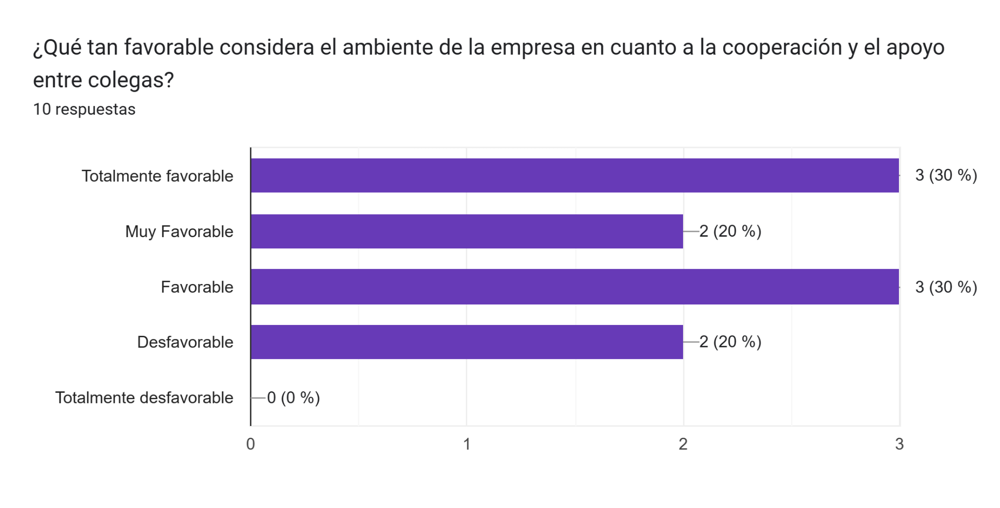 ¿Qué tan favorable considera el ambiente de la empresa en cuanto a la cooperación y el apoyo
entre colegas?
10 respuestas
Totalmente favorable 3 (30 %)
Muy Favorable 2 (20 %)
Favorable 3 (30 %)
Desfavorable 2 (20 %)
Totalmente desfavorable 0 (0 %)
0 1 2 3